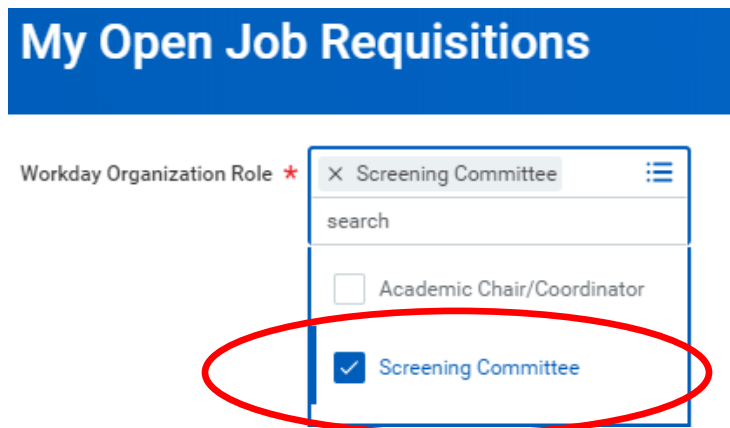 My Open Job Requisitions
Workday Organization Role * × Screening Committee
search
Academic Chair/Coordinator
Screening Committee